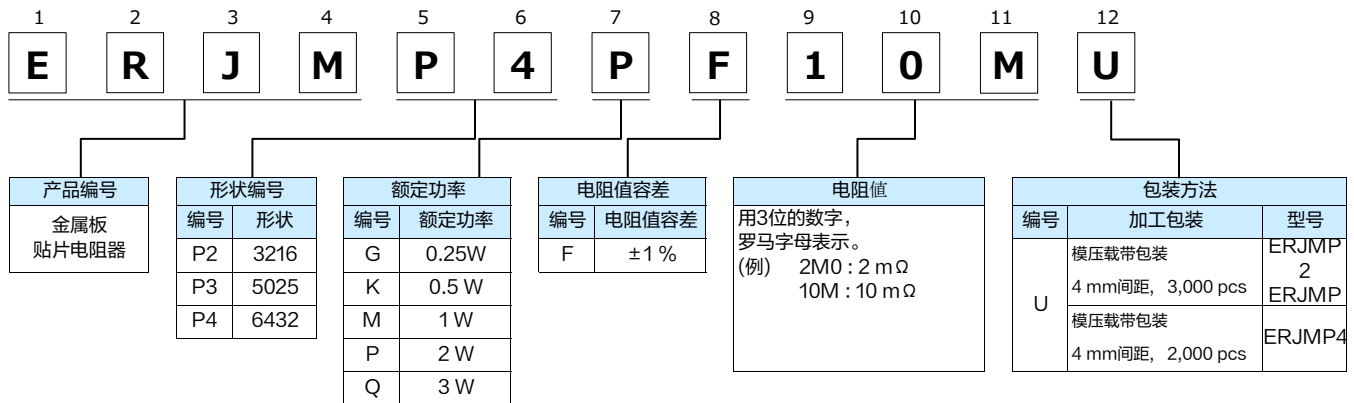 1 2 3 4 5 6 7 8 9 10 11 12
E R J M P 4 P F 1 0 M U
产品编号
金属板
贴片电阻器
形状编号
编号 形状
P2 3216
P3 5025
P4 6432
额定功率
编号 额定功率
G 0.25W
K 0.5 W
M 1 W
P 2 W
Q 3 W
电阻值容差
编号 电阻值容差
F ±1 %
电阻値
用3位的数字，
罗马字母表示。
(例) 2M0 : 2 mΩ
10M : 10 mΩ
包装方法
编号 加工包装 型号
U
模压载带包装
4 mm间距，3,000 pcs
ERJMP
2
ERJMP
模压载带包装
4 mm间距，2,000 pcs
ERJMP4